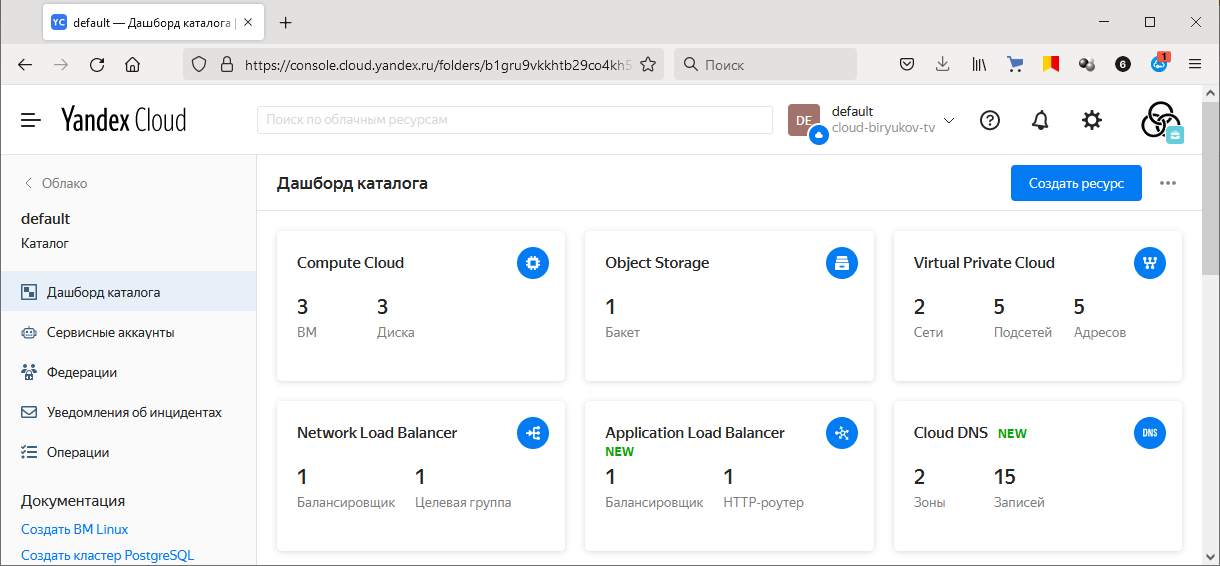 YC default — Дашборд каталога |
https://console.cloud.yandex.ru/folders/b1gru9vkkhtb29co4kh5
Поиск
6
1
Yandex Cloud
Поиск по облачным ресурсам
DE
default
cloud-biryukov-tv
Облако
default
Каталог
Дашборд каталога
Сервисные аккаунты
Федерации
Уведомления об инцидентах
Операции
Документация
Создать ВМ Linux
Создать кластер PostgreSQL
Дашборд каталога
Создать ресурс
Compute Cloud
3 3
ВМ Диска
Object Storage
1
Бакет
Virtual Private Cloud
2 5 5
Сети Подсетей Адресов
Network Load Balancer
1 1
Балансировщик Целевая группа
Application Load Balancer
NEW
1 1
Балансировщик HTTP-роутер
Cloud DNS NEW
DNS
2 15
Зоны Записей